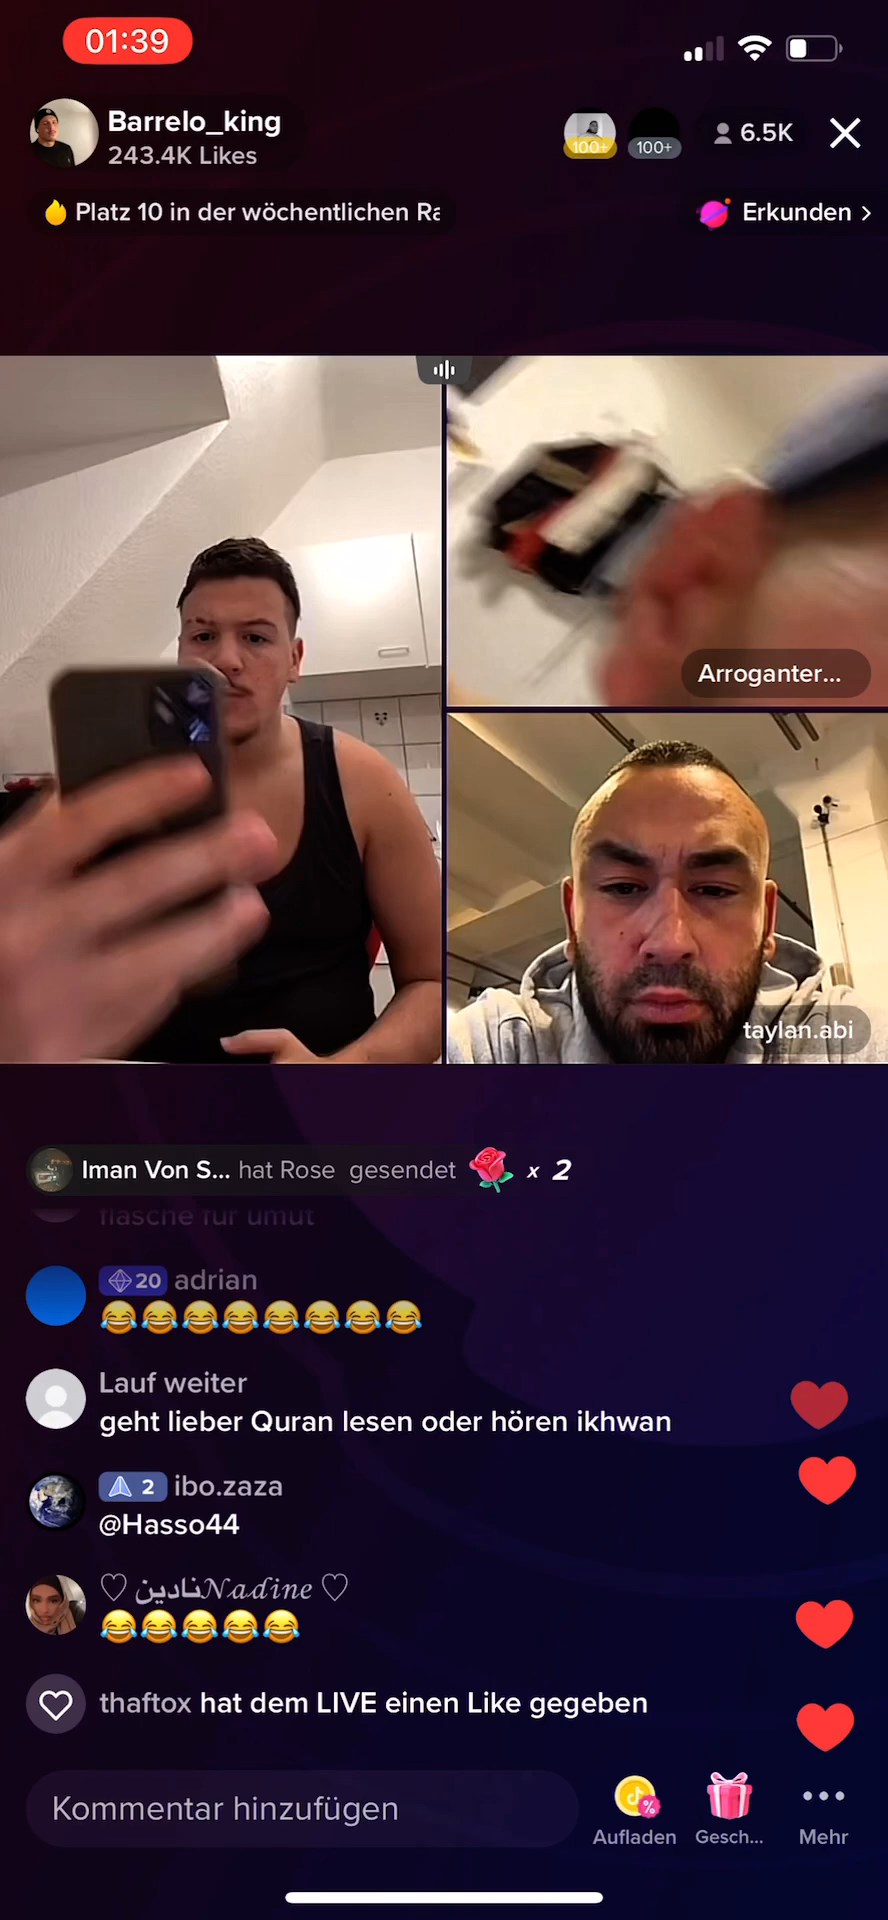 01:39
Barrelo_king
243.4K Likes
100+
100+
6.5K
Platz 10 in der wöchentlichen Ra
Erkunden >
Arroganter...
taylan.abi
Iman Von S... hat Rose gesendet x 2
flasche für umut
20 adrian
😂😂😂😂😂😂😂😂
Lauf weiter
geht lieber Quran lesen oder hören ikhwan
2 ibo.zaza
@Hasso44
♡ نادين𝓝𝓪𝓭𝓲𝓷𝓮 ♡
😂😂😂😂😂
thaftox hat dem LIVE einen Like gegeben
Kommentar hinzufügen
Aufladen
Gesch...
Mehr